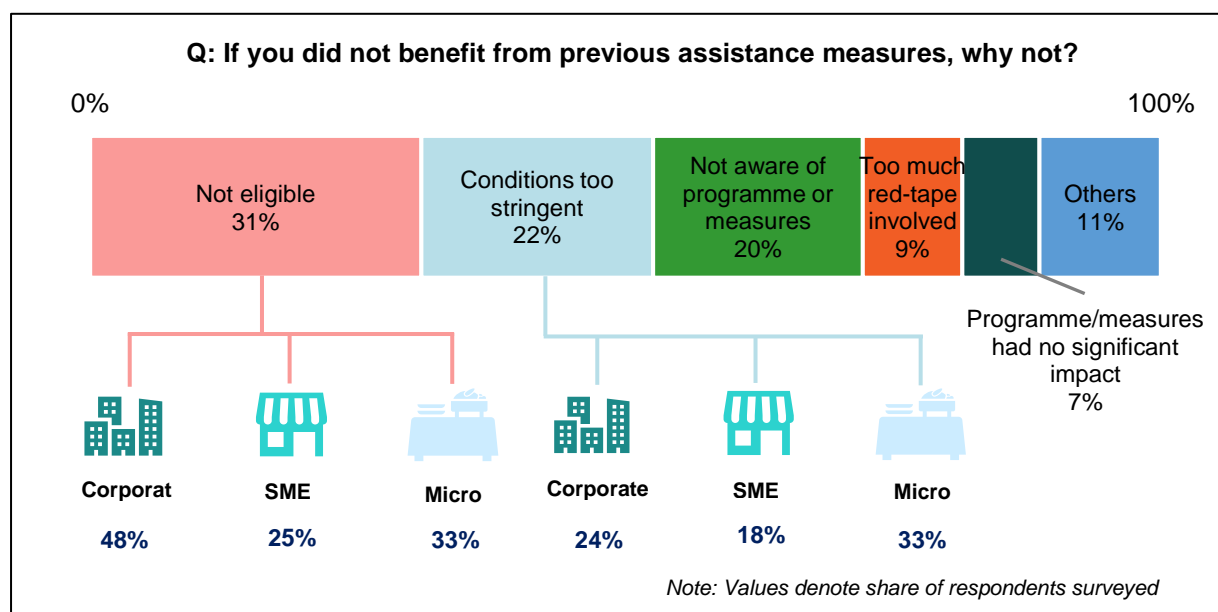 Q: If you did not benefit from previous assistance measures, why not?
0%
100%
Not eligible
31%
Conditions too
stringent
22%
Not aware of
programme or
measures
20%
Too much
red-tape
involved
9%
Others
11%
Programme/measures
had no significant
impact
7%
Corporat
SME
Micro
Corporate
SME
Micro
48%
25%
33%
24%
18%
33%
Note: Values denote share of respondents surveyed